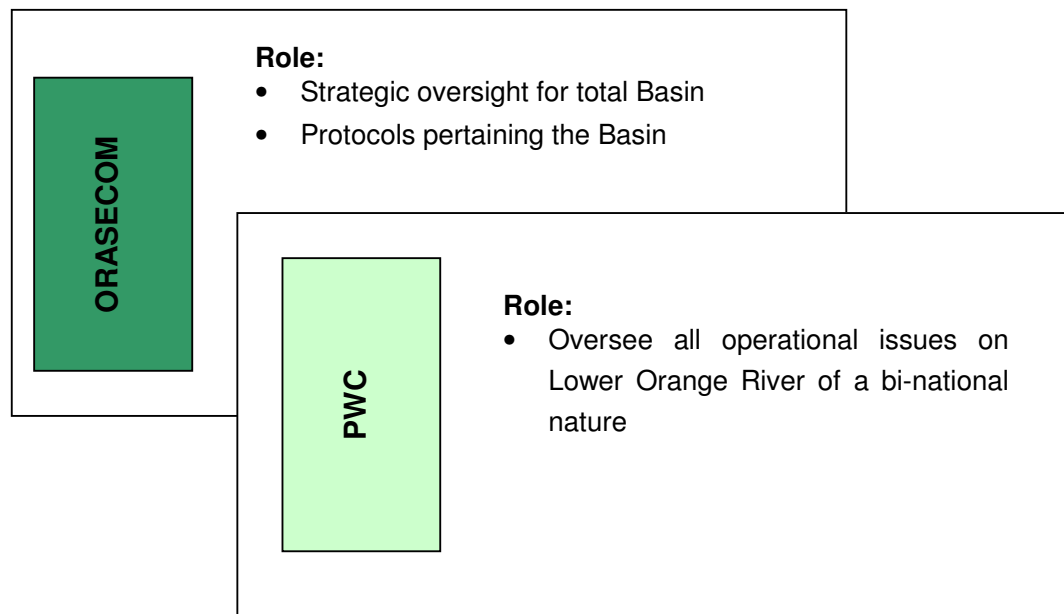 ORASECOM
Role:
• Strategic oversight for total Basin
• Protocols pertaining the Basin
PWC
Role:
• Oversee all operational issues on
Lower Orange River of a bi-national
nature